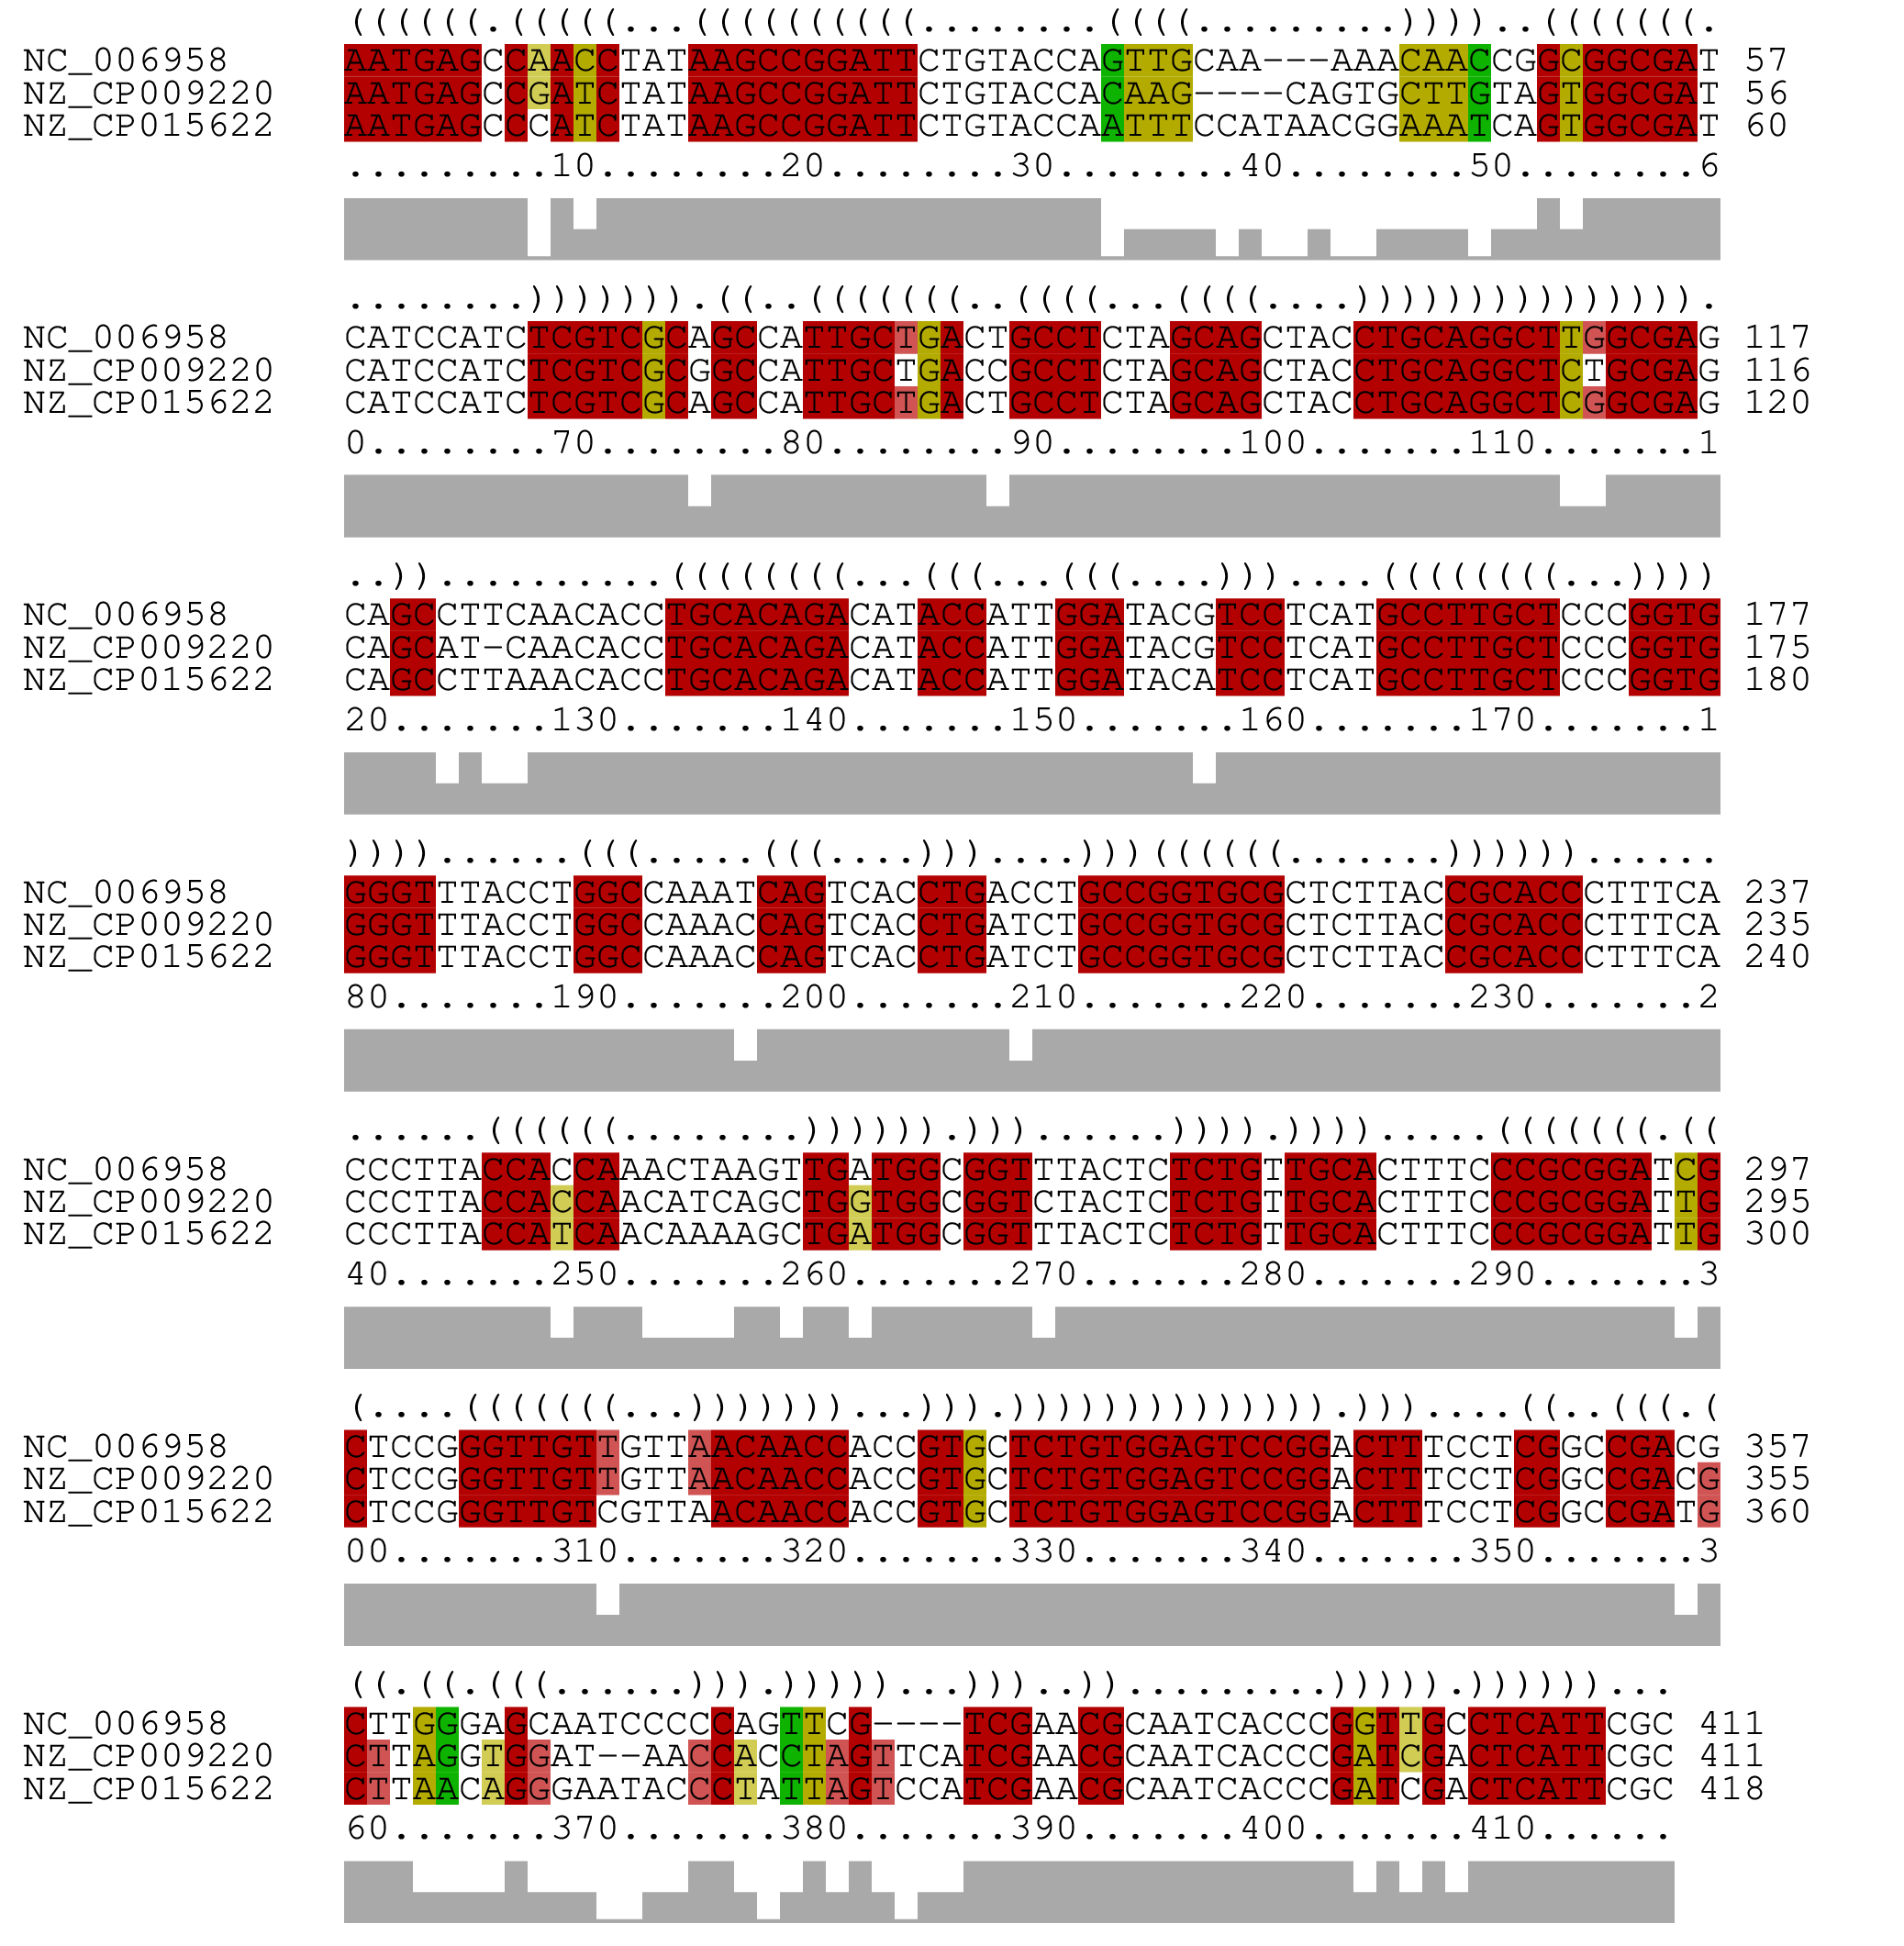 ((((((.(((((...((((((((((........((((.........))))..(((((((.
NC_006958 AATGAGCCAACCTATAAGCCGGATTCTGTACCAGTTGCAA---AAACAACCGGCGGCGAT 57
NZ_CP009220 AATGAGCCGATCTATAAGCCGGATTCTGTACCACAAG----CAGTGCTTGTAGTGGCGAT 56
NZ_CP015622 AATGAGCCCATCTATAAGCCGGATTCTGTACCAATTTCCATAACGGAAATCAGTGGCGAT 60
.........10........20........30........40........50........6
........))))))).((..(((((((..((((...((((....))))))))))))))).
NC_006958 CATCCATCTCGTCGCAGCCATTGCTGACTGCCTCTAGCAGCTACCTGCAGGCTTGGCGAG 117
NZ_CP009220 CATCCATCTCGTCGCGGCCATTGCTGACCGCCTCTAGCAGCTACCTGCAGGCTCTGCGAG 116
NZ_CP015622 CATCCATCTCGTCGCAGCCATTGCTGACTGCCTCTAGCAGCTACCTGCAGGCTCGGCGAG 120
0........70........80........90........100.......110.......1
..))..........((((((((...(((...(((....)))....((((((((...))))
NC_006958 CAGCCTTCAACACCTGCACAGACATACCATTGGATACGTCCTCATGCCTTGCTCCCGGTG 177
NZ_CP009220 CAGCAT-CAACACCTGCACAGACATACCATTGGATACGTCCTCATGCCTTGCTCCCGGTG 175
NZ_CP015622 CAGCCTTAAACACCTGCACAGACATACCATTGGATACATCCTCATGCCTTGCTCCCGGTG 180
20.......130.......140.......150.......160.......170.......1
))))......(((.....(((....)))....)))((((((.......))))))......
NC_006958 GGGTTTACCTGGCCAAATCAGTCACCTGACCTGCCGGTGCGCTCTTACCGCACCCTTTCA 237
NZ_CP009220 GGGTTTACCTGGCCAAACCAGTCACCTGATCTGCCGGTGCGCTCTTACCGCACCCTTTCA 235
NZ_CP015622 GGGTTTACCTGGCCAAACCAGTCACCTGATCTGCCGGTGCGCTCTTACCGCACCCTTTCA 240
80.......190.......200.......210.......220.......230.......2
......((((((........)))))).)))......)))).)))).....(((((((.((
NC_006958 CCCTTACCACCAAACTAAGTTGATGGCGGTTTACTCTCTGTTGCACTTTCCCGCGGATCG 297
NZ_CP009220 CCCTTACCACCAACATCAGCTGGTGGCGGTCTACTCTCTGTTGCACTTTCCCGCGGATTG 295
NZ_CP015622 CCCTTACCATCAACAAAAGCTGATGGCGGTTTACTCTCTGTTGCACTTTCCCGCGGATTG 300
40.......250.......260.......270.......280.......290.......3
(....(((((((...)))))))...))).)))))))))))))).)))....((..(((.(
NC_006958 CTCCGGGTTGTTGTTAACAACCACCGTGCTCTGTGGAGTCCGGACTTTCCTCGGCCGACG 357
NZ_CP009220 CTCCGGGTTGTTGTTAACAACCACCGTGCTCTGTGGAGTCCGGACTTTCCTCGGCCGACG 355
NZ_CP015622 CTCCGGGTTGTCGTTAACAACCACCGTGCTCTGTGGAGTCCGGACTTTCCTCGGCCGATG 360
00.......310.......320.......330.......340.......350.......3
((.((.(((......))).)))))...)))..))..........))))).))))))...
NC_006958 CTTGGGAGCAATCCCCCAGTTCG----TCGAACGCAATCACCCGGTTGCCTCATTCGC 411
NZ_CP009220 CTTAGGTGGAT--AACCACCTAGTTCATCGAACGCAATCACCCGATCGACTCATTCGC 411
NZ_CP015622 CTTAACAGGGAATACCCTATTAGTCCATCGAACGCAATCACCCGATCGACTCATTCGC 418
60.......370.......380.......390.......400.......410......